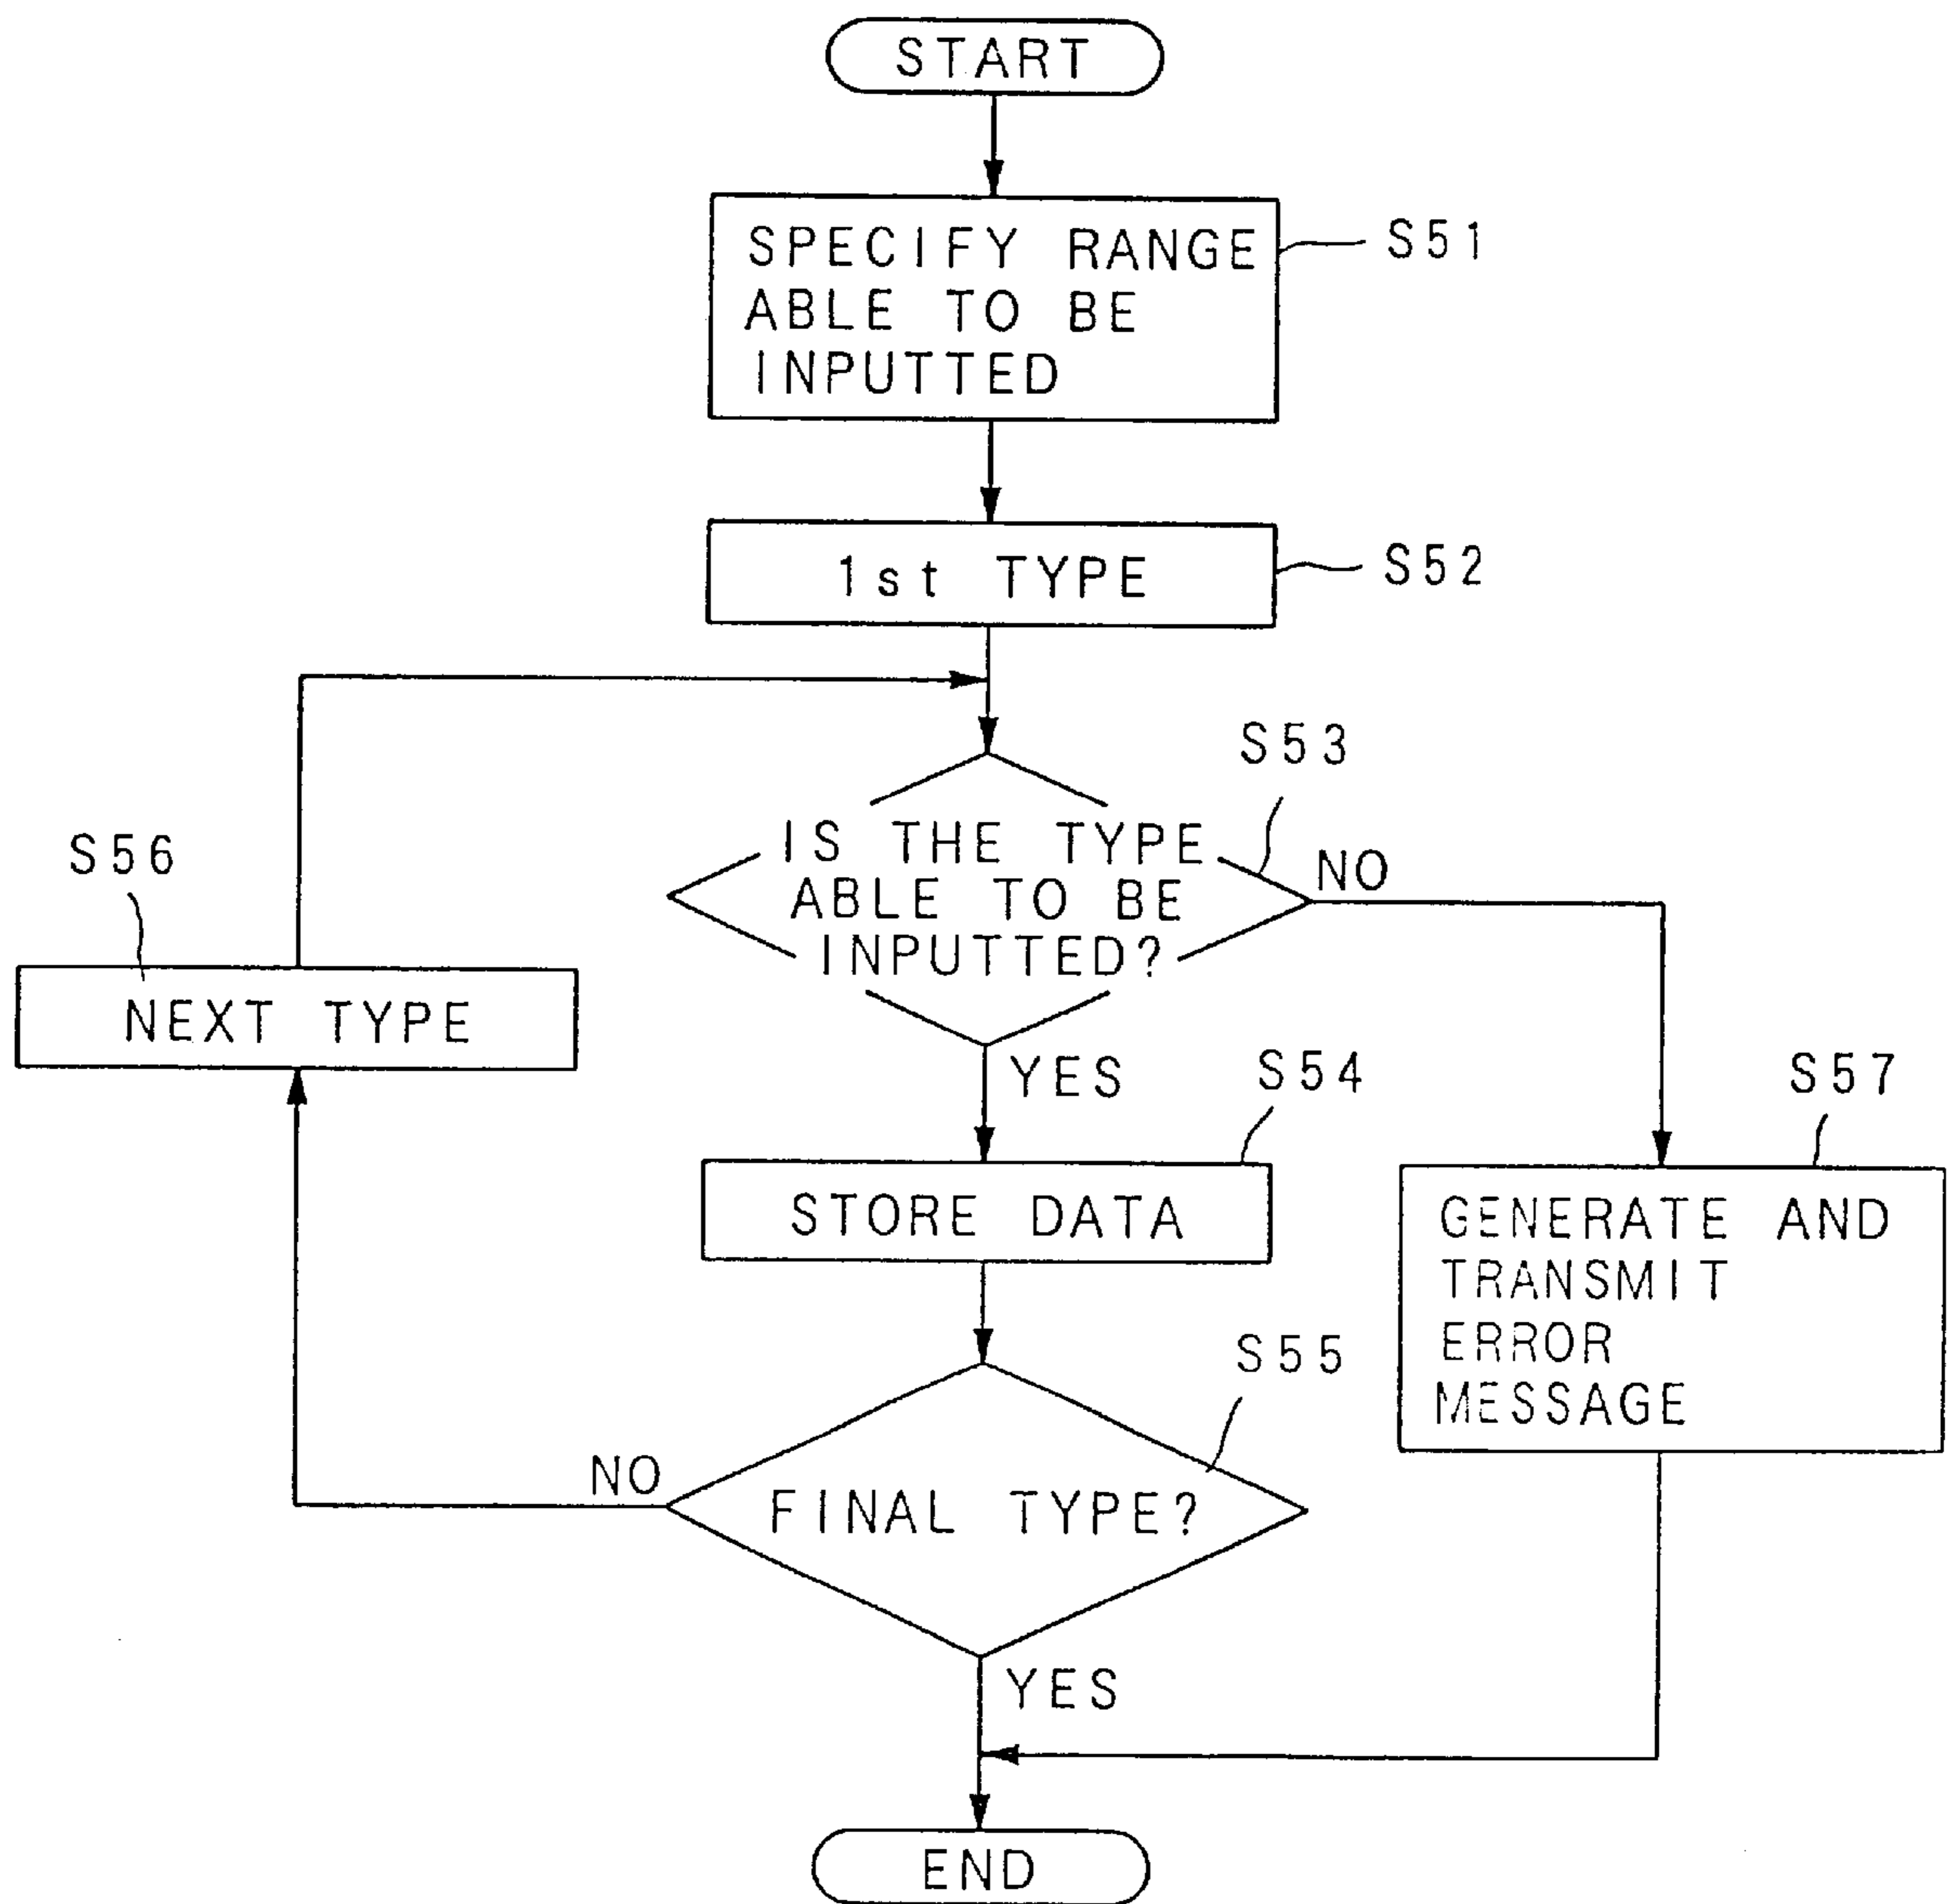 START
SPECIFY RANGE
ABLE TO BE
INPUTTED
S51
1st TYPE
S52
S53
IS THE TYPE
ABLE TO BE
INPUTTED?
NO
YES
S56
NEXT TYPE
S54
STORE DATA
S57
GENERATE AND
TRANSMIT
ERROR
MESSAGE
S55
FINAL TYPE?
NO
YES
END